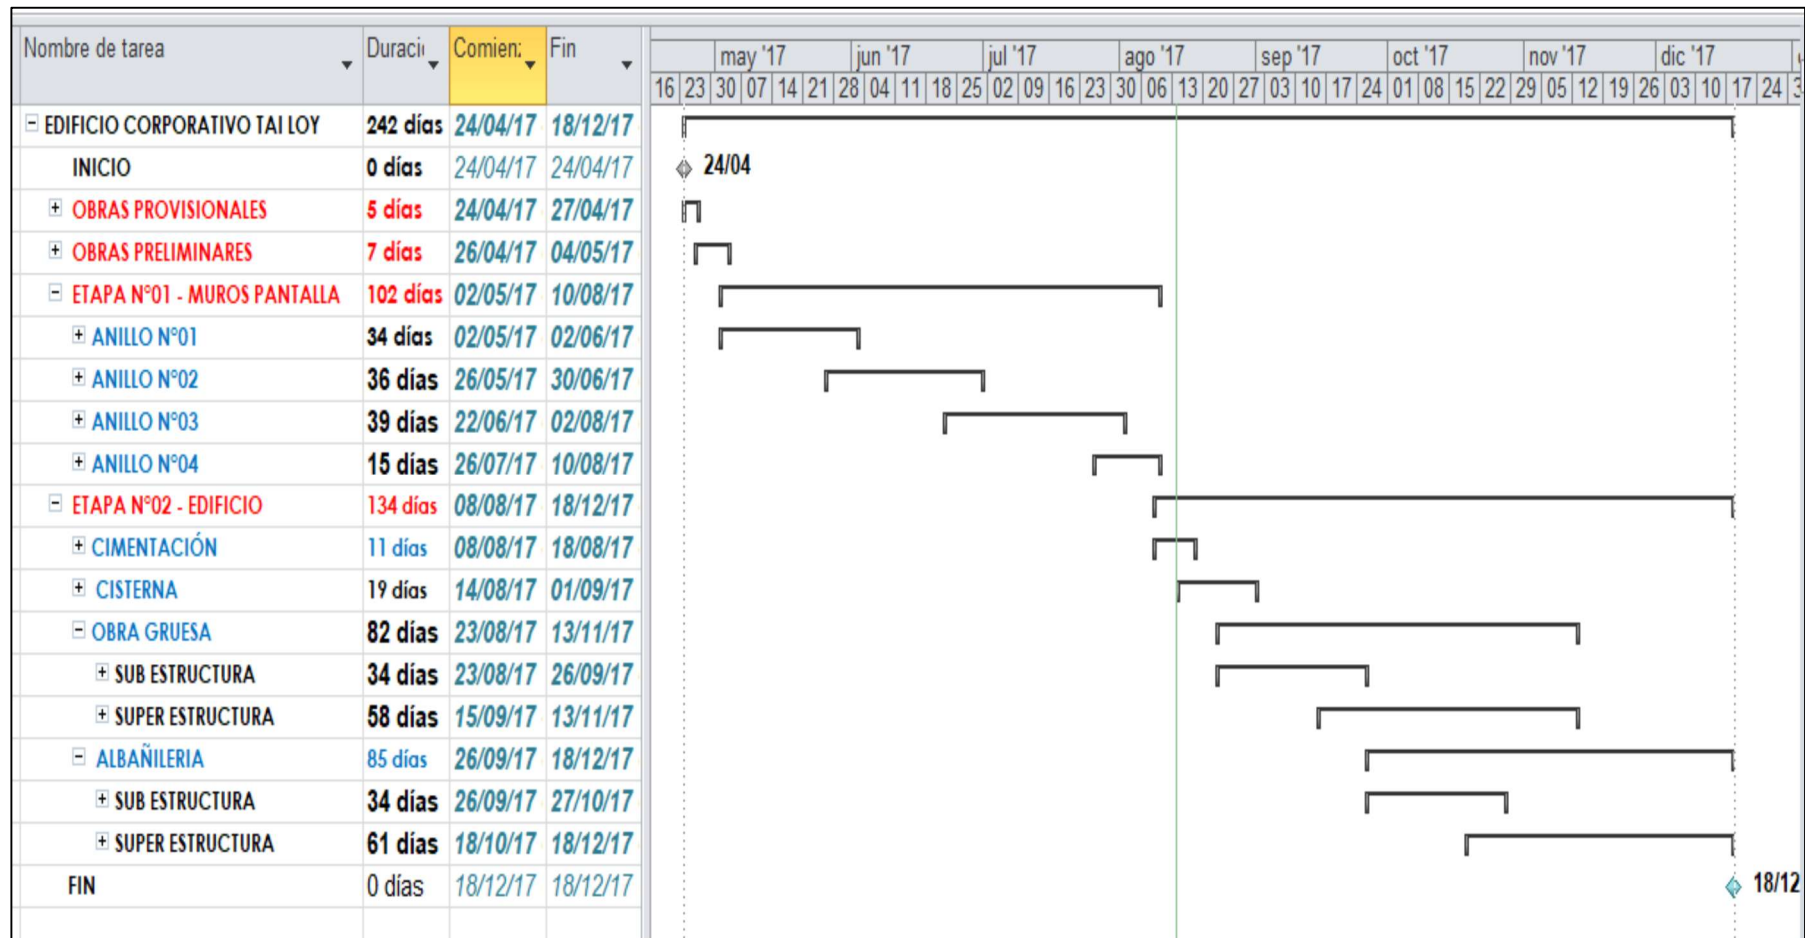 Nombre de tarea Duraci Comien: Fin
may '17 jun '17 jul '17 ago '17 sep '17 oct '17 nov '17 dic '17
16 23 30 07 14 21 28 04 11 18 25 02 09 16 23 30 06 13 20 27 03 10 17 24 01 08 15 22 29 05 12 19 26 03 10 17 24 3
EDIFICIO CORPORATIVO TAI LOY 242 días 24/04/17 18/12/17
INICIO 0 días 24/04/17 24/04/17 24/04
OBRAS PROVISIONALES 5 días 24/04/17 27/04/17
OBRAS PRELIMINARES 7 días 26/04/17 04/05/17
ETAPA N°01 - MUROS PANTALLA 102 días 02/05/17 10/08/17
ANILLO N°01 34 días 02/05/17 02/06/17
ANILLO N°02 36 días 26/05/17 30/06/17
ANILLO N°03 39 días 22/06/17 02/08/17
ANILLO N°04 15 días 26/07/17 10/08/17
ETAPA N°02 - EDIFICIO 134 días 08/08/17 18/12/17
CIMENTACIÓN 11 días 08/08/17 18/08/17
CISTERNA 19 días 14/08/17 01/09/17
OBRA GRUESA 82 días 23/08/17 13/11/17
SUB ESTRUCTURA 34 días 23/08/17 26/09/17
SUPER ESTRUCTURA 58 días 15/09/17 13/11/17
ALBAÑILERIA 85 días 26/09/17 18/12/17
SUB ESTRUCTURA 34 días 26/09/17 27/10/17
SUPER ESTRUCTURA 61 días 18/10/17 18/12/17
FIN 0 días 18/12/17 18/12/17 18/12